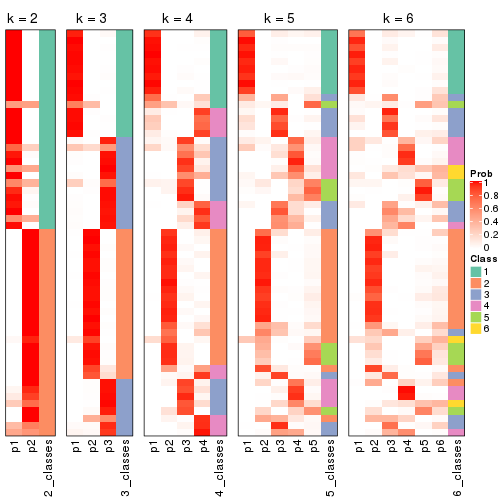 k = 2
k = 3
k = 4
k = 5
k = 6
Prob
1
0.8
0.6
0.4
0.2
0
Class
1
2
3
4
5
6
p1
p2
2_classes
p1
p2
p3
3_classes
p1
p2
p3
p4
4_classes
p1
p2
p3
p4
p5
5_classes
p1
p2
p3
p4
p5
p6
6_classes